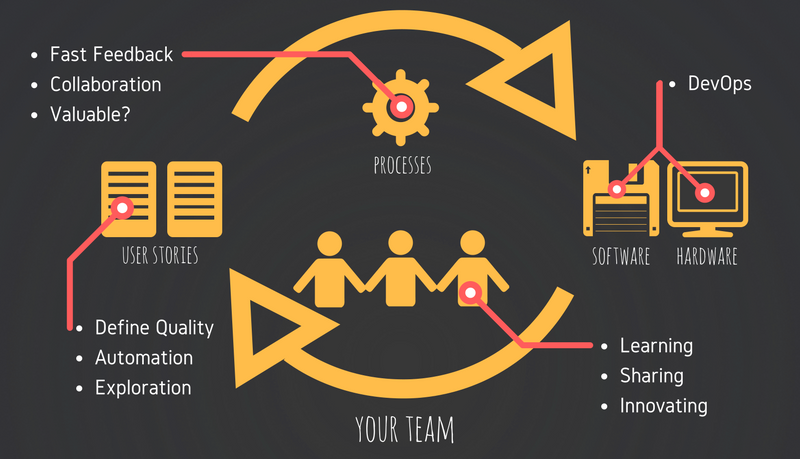 Fast Feedback
Collaboration
Valuable?
DevOps
PROCESSES
USER STORIES
SOFTWARE
HARDWARE
Define Quality
Automation
Exploration
Learning
Sharing
Innovating
YOUR TEAM